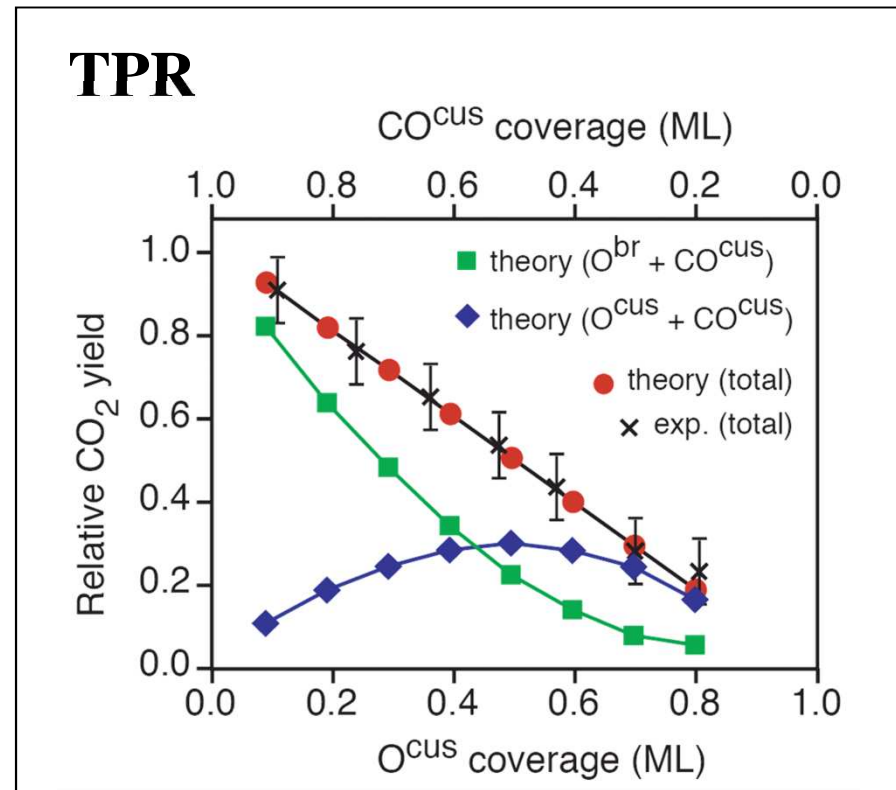 TPR
CO^cus coverage (ML)
1.0 0.8 0.6 0.4 0.2 0.0
1.0
0.8
0.6
0.4
0.2
0.0
Relative CO₂ yield
theory (O^br + CO^cus)
theory (O^cus + CO^cus)
theory (total)
exp. (total)
0.0 0.2 0.4 0.6 0.8 1.0
O^cus coverage (ML)